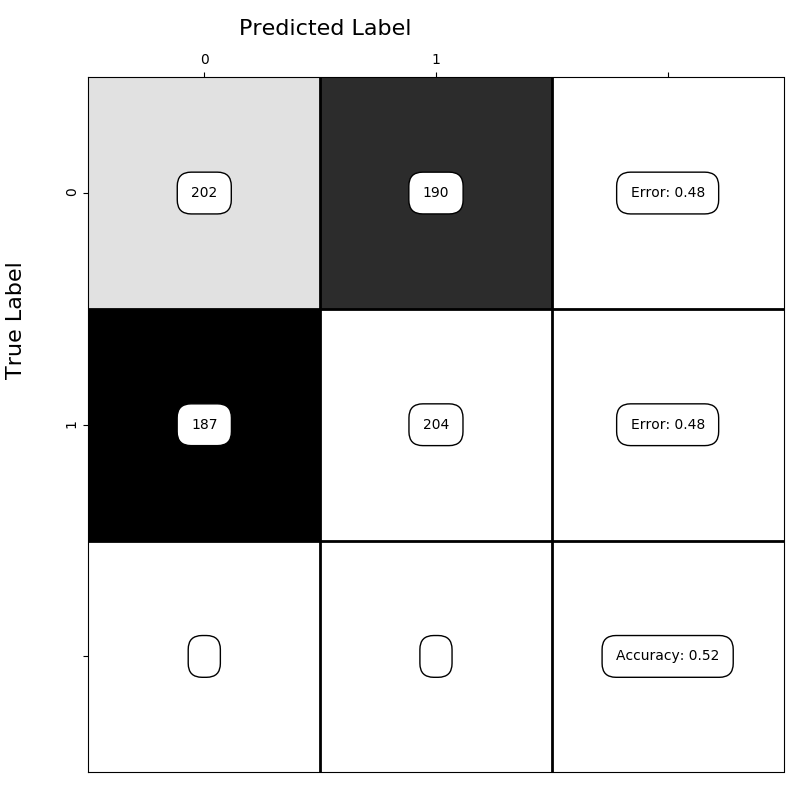 Predicted Label
0 1
True Label
0 202 190 Error: 0.48
1 187 204 Error: 0.48
Accuracy: 0.52